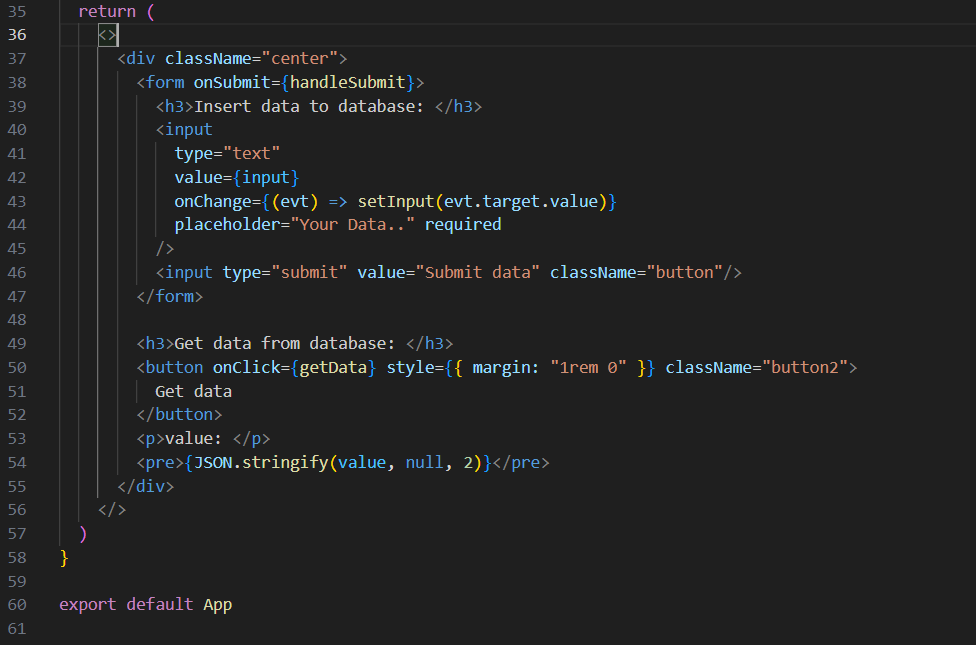 35 return (
36 <>
37 <div className="center">
38 <form onSubmit={handleSubmit}>
39 <h3>Insert data to database: </h3>
40 <input
41 type="text"
42 value={input}
43 onChange={(evt) => setInput(evt.target.value)}
44 placeholder="Your Data.." required
45 />
46 <input type="submit" value="Submit data" className="button"/>
47 </form>
48
49 <h3>Get data from database: </h3>
50 <button onClick={getData} style={{ margin: "1rem 0" }} className="button2">
51 Get data
52 </button>
53 <p>value: </p>
54 <pre>{JSON.stringify(value, null, 2)}</pre>
55 </div>
56 </>
57 )
58 }
59
60 export default App
61